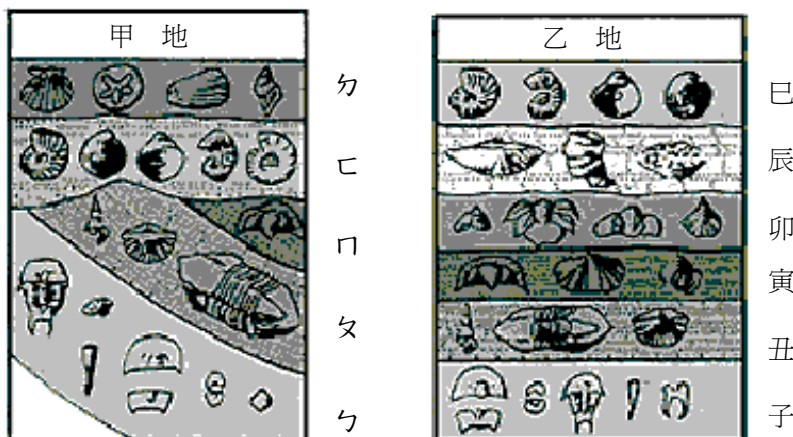 甲 地
ㄉ
ㄈ
ㄇ
ㄆ
ㄅ
乙 地
巳
辰
卯
寅
丑
子